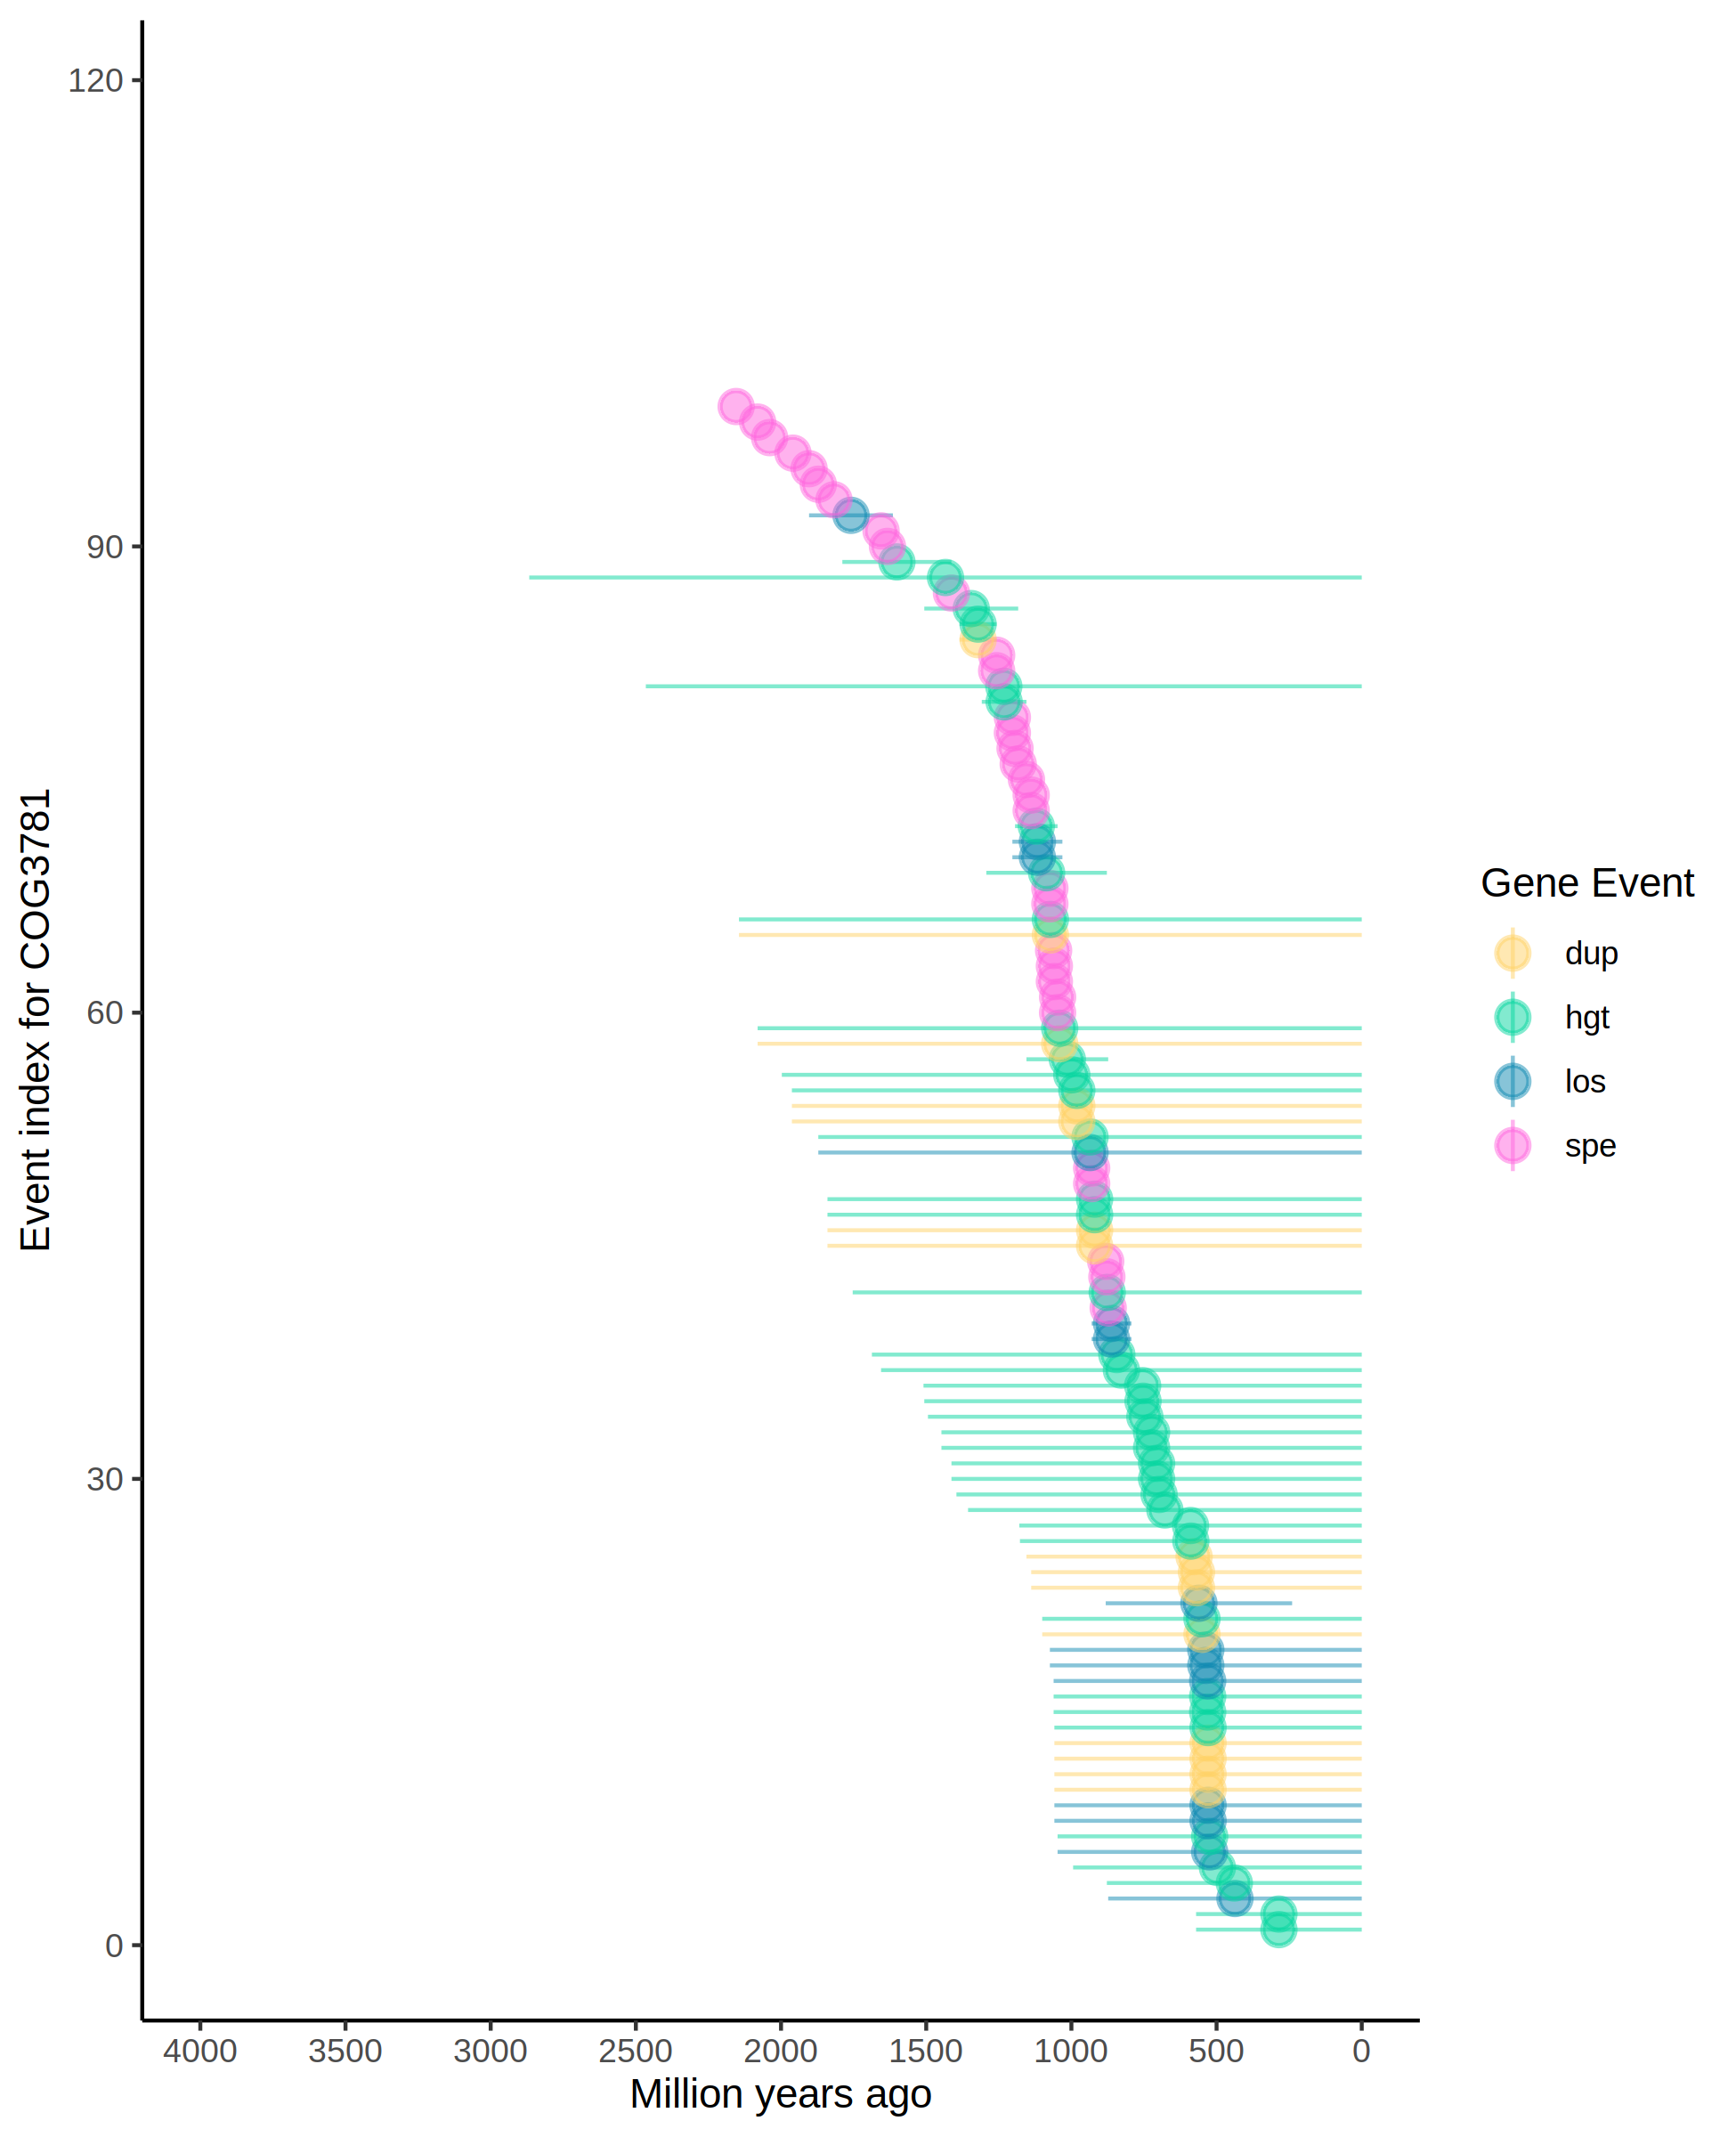 120
90
60
30
0
Event index for COG3781
4000 3500 3000 2500 2000 1500 1000 500 0
Million years ago
Gene Event
dup
hgt
los
spe